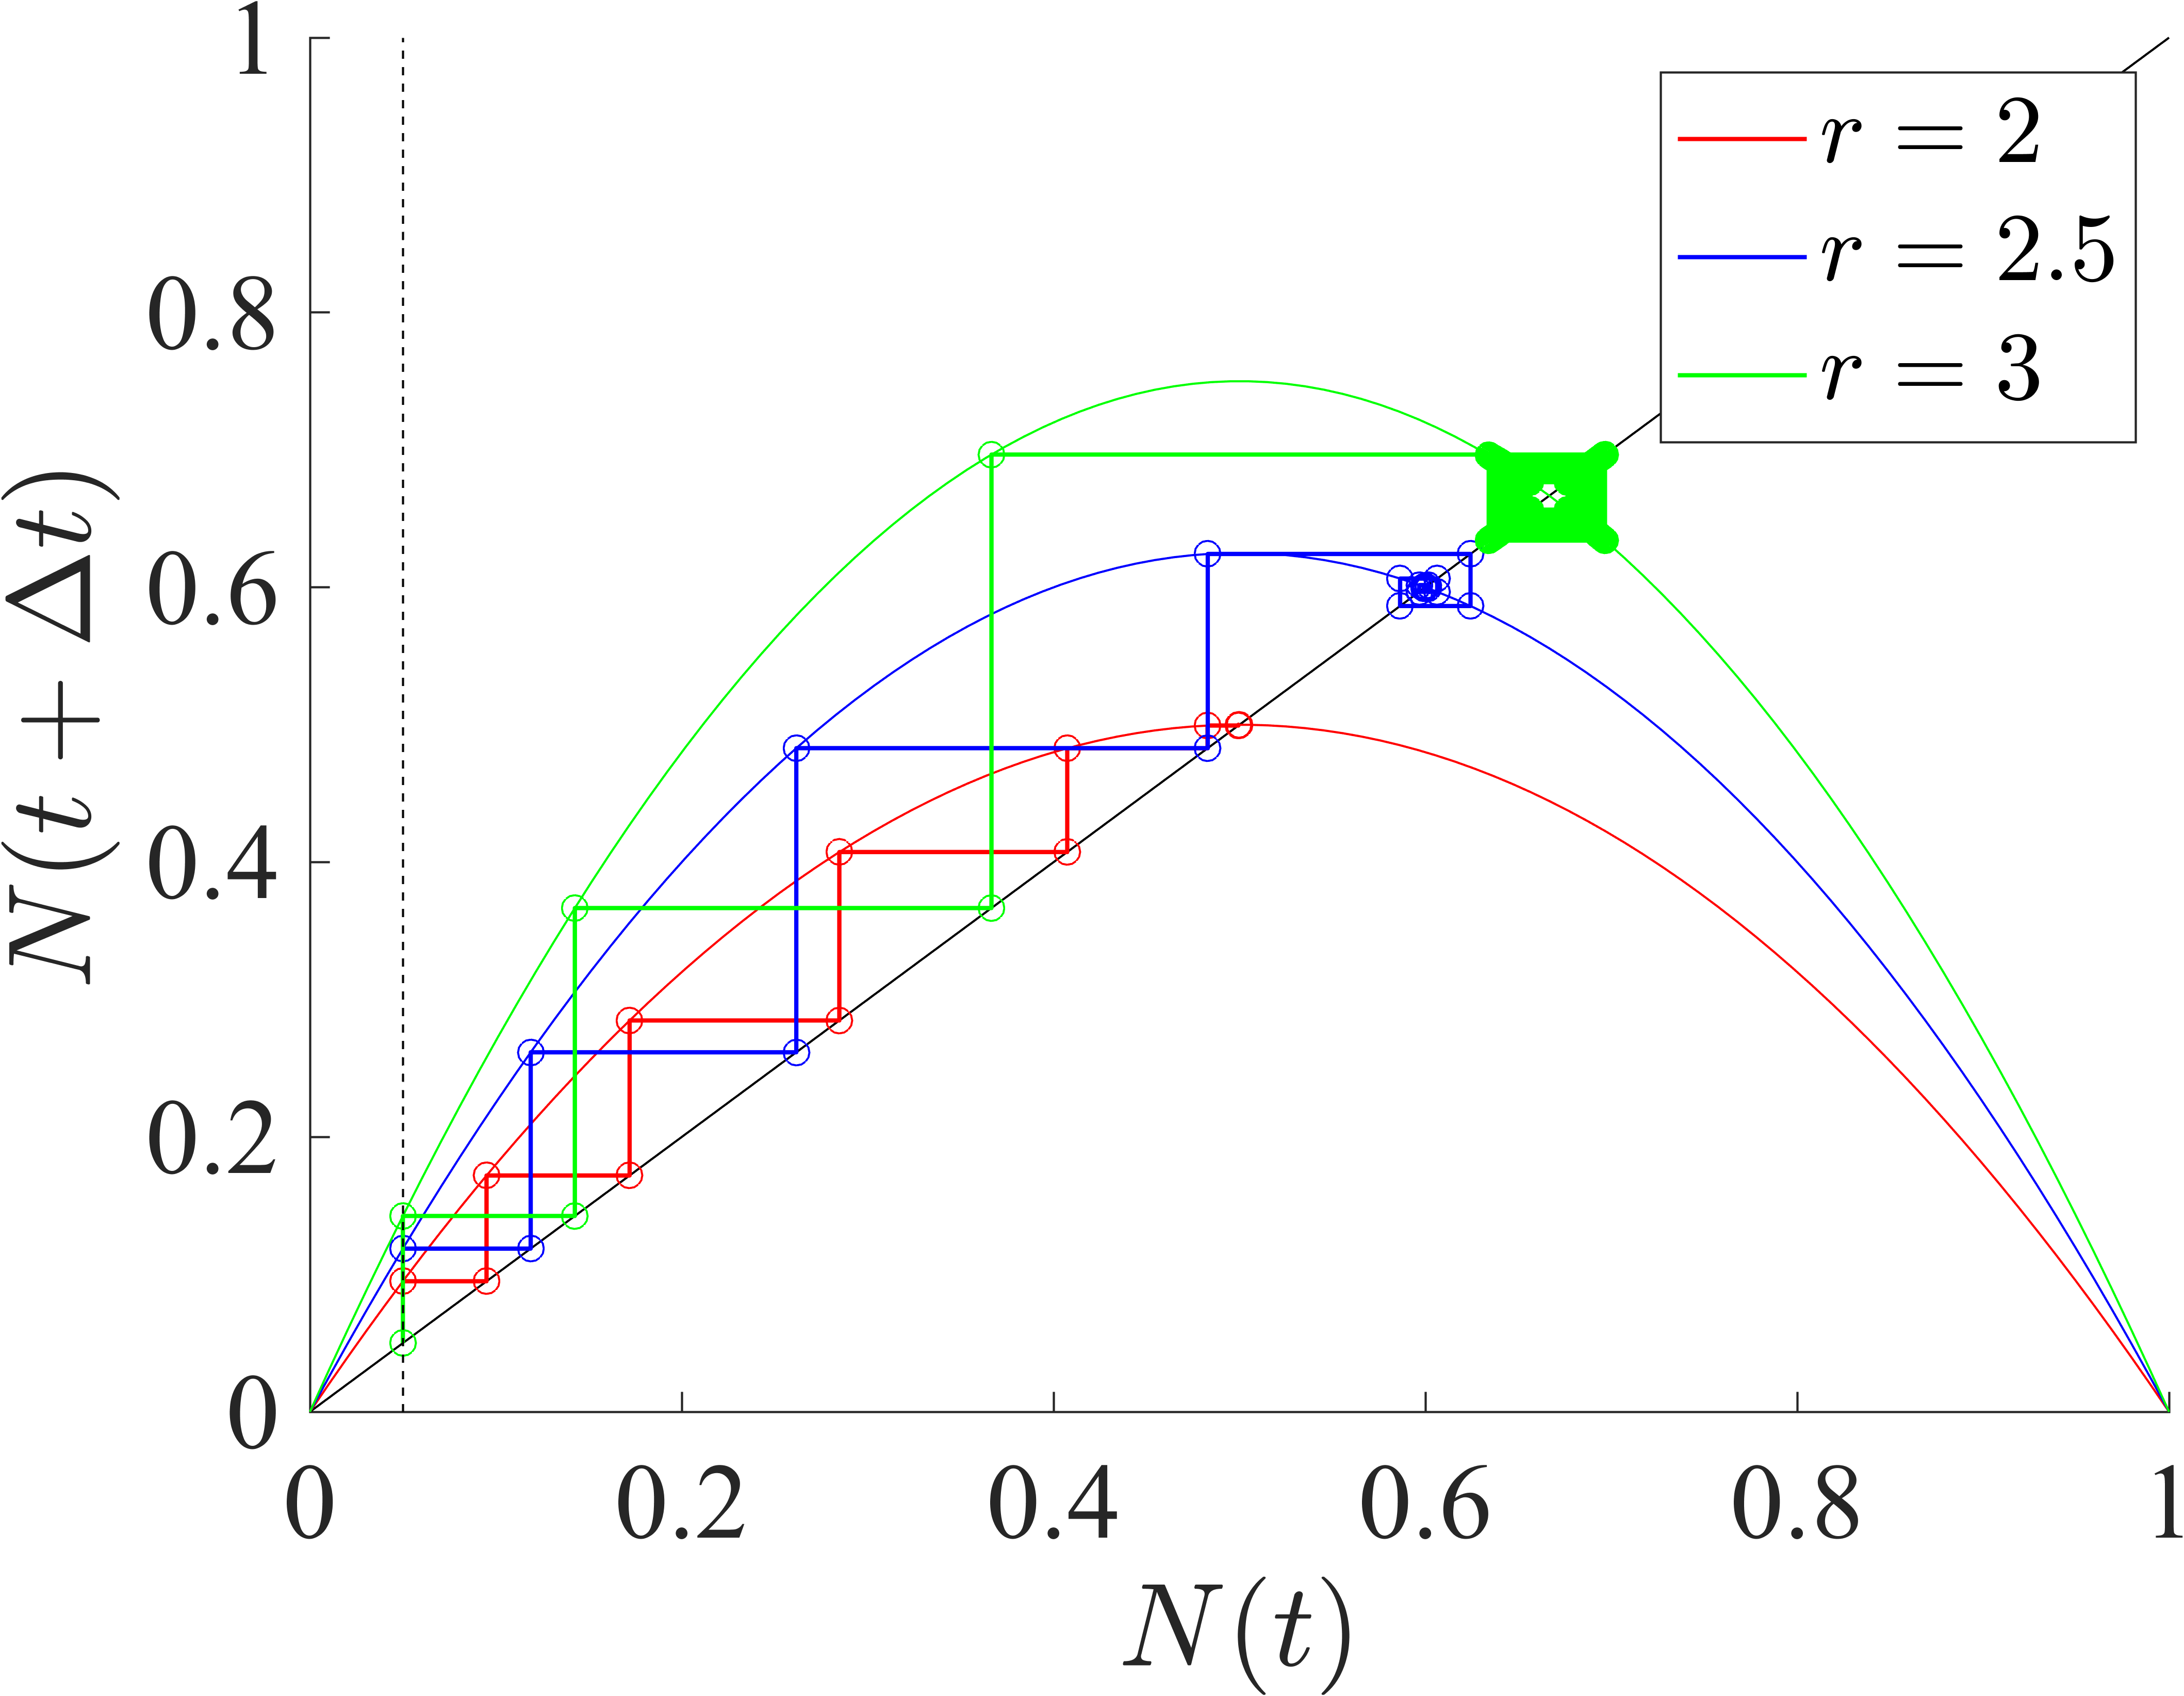 1
0.8
0.6
0.4
0.2
0
N(t + Δt)
r = 2
r = 2.5
r = 3
0 0.2 0.4 0.6 0.8 1
N(t)